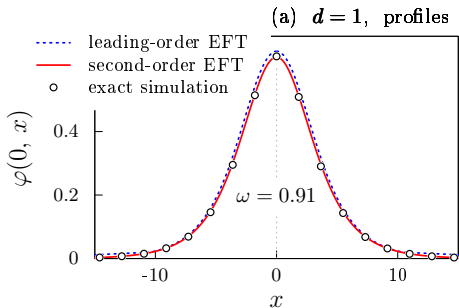 (a) d = 1, profiles
leading-order EFT
second-order EFT
exact simulation
φ(0, x)
0.4
0.2
0
ω = 0.91
-10
0
10
x